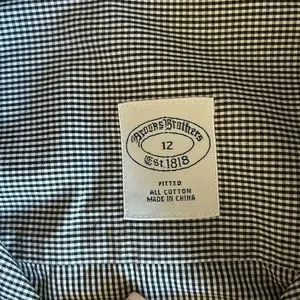 Brooks Brothers
12
Est. 1818
FITTED
ALL COTTON
MADE IN CHINA